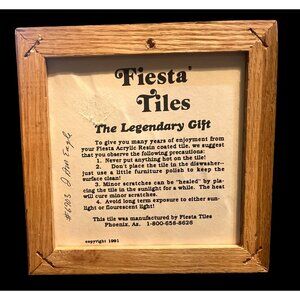 Fiesta
Tiles
The Legendary Gift
To give you many years of enjoyment from
your Fiesta Acrylic Resin coated tile, we suggest
that you observe the following precautions:
1. Never put anything hot on the tile!
2. Don't place the tile in the dishwasher—
just use a little furniture polish to keep the
surface clean!
3. Minor scratches can be "healed" by pla-
cing the tile in the sunlight for a while. The heat
will cure minor scratches.
4. Avoid long term exposure to either sun-
light or flourescent light!
This tile was manufactured by Fiesta Tiles
Phoenix, Az. 1-800-658-8626
copyright 1991